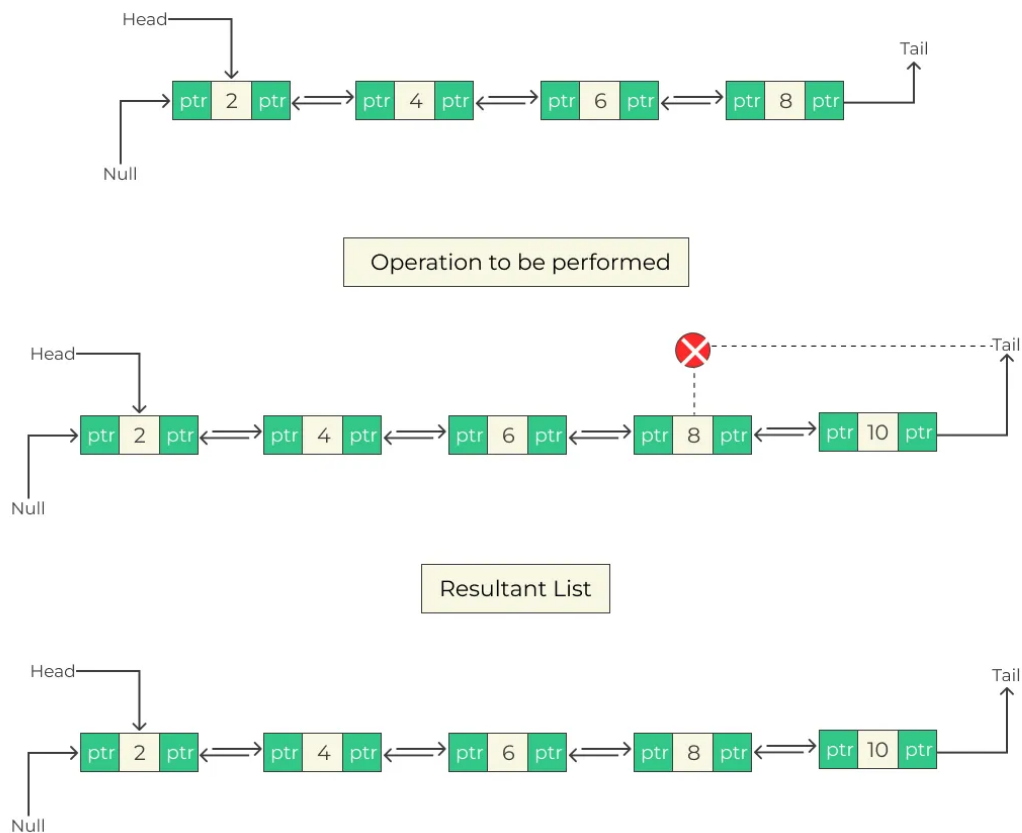 Head
Tail
ptr 2 ptr ptr 4 ptr ptr 6 ptr ptr 8 ptr
Null
Operation to be performed
Head
Tail
ptr 2 ptr ptr 4 ptr ptr 6 ptr ptr 8 ptr ptr 10 ptr
Null
Resultant List
Head
Tail
ptr 2 ptr ptr 4 ptr ptr 6 ptr ptr 8 ptr ptr 10 ptr
Null